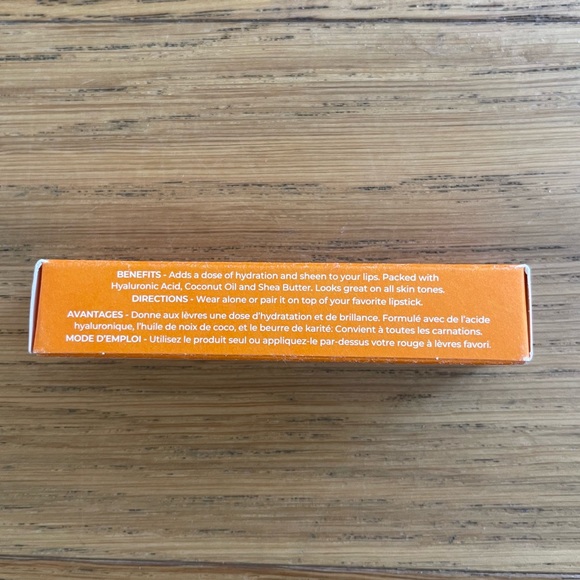 BENEFITS - Adds a dose of hydration and sheen to your lips. Packed with
Hyaluronic Acid, Coconut Oil and Shea Butter. Looks great on all skin tones.
DIRECTIONS - Wear alone or pair it on top of your favorite lipstick.
AVANTAGES - Donne aux lèvres une dose d'hydratation et de brillance. Formulé avec de l'acide
hyaluronique, l'huile de noix de coco, et le beurre de karité: Convient à toutes les carnations.
MODE D'EMPLOI - Utilisez le produit seul ou appliquez-le par-dessus votre rouge à lèvres favori.